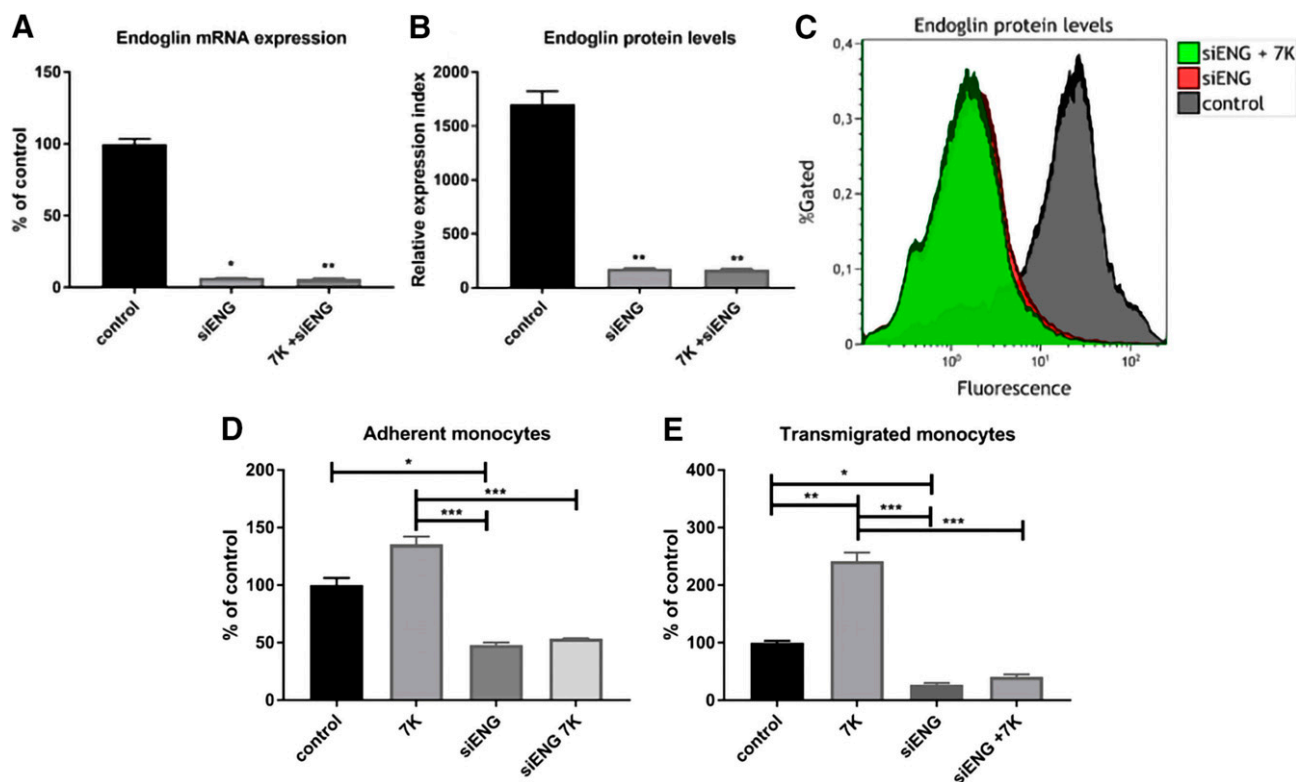 A
Endoglin mRNA expression
150
100
50
0
% of control
*
**
control
siENG
7K +siENG
B
Endoglin protein levels
2000
1500
1000
500
0
Relative expression index
**
**
control
siENG
7K +siENG
C
Endoglin protein levels
0,4
0,3
0,2
0,1
0
%Gated
10⁰
10¹
10²
Fluorescence
siENG + 7K
siENG
control
D
Adherent monocytes
200
150
100
50
0
% of control
*
***
***
control
7K
siENG
siENG 7K
E
Transmigrated monocytes
400
300
200
100
0
% of control
*
**
***
***
control
7K
siENG
siENG +7K